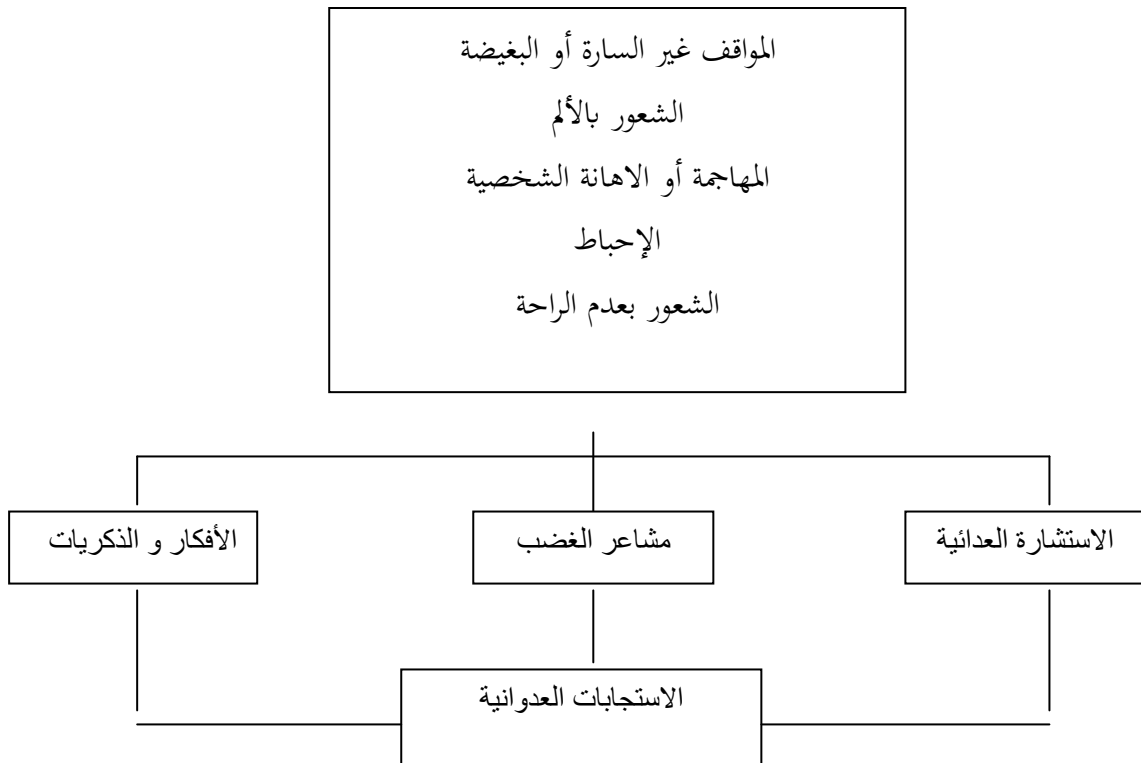 المواقف غير السارة أو البغيضة
الشعور بالألم
المهاجمة أو الاهانة الشخصية
الإحباط
الشعور بعدم الراحة
الاستشارة العدائية
مشاعر الغضب
الأفكار و الذكريات
الاستجابات العدوانية